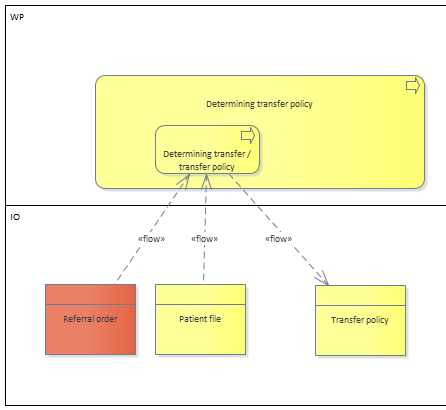 WP
Determining transfer policy
Determining transfer /
transfer policy
IO
«flow» «flow» «flow»
Referral order
Patient file
Transfer policy